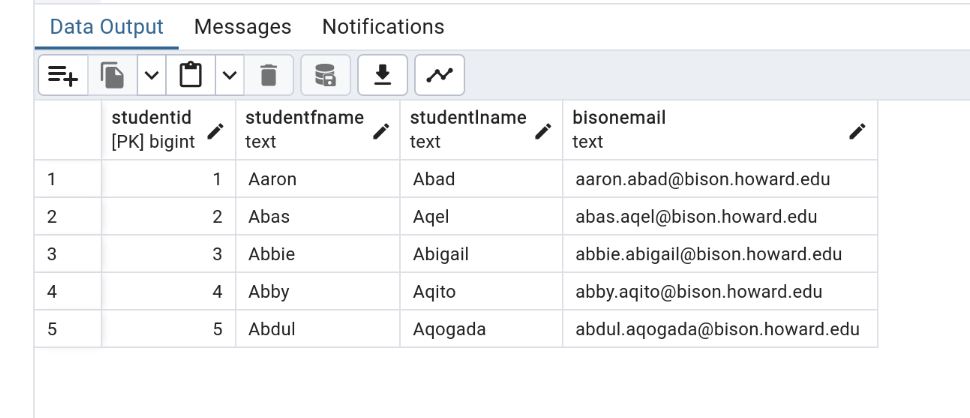 Data Output Messages Notifications
studentid studentfname studentlname bisonemail
[PK] bigint text text text
1 1 Aaron Abad aaron.abad@bison.howard.edu
2 2 Abas Aqel abas.aqel@bison.howard.edu
3 3 Abbie Abigail abbie.abigail@bison.howard.edu
4 4 Abby Aqito abby.aqito@bison.howard.edu
5 5 Abdul Aqogada abdul.aqogada@bison.howard.edu